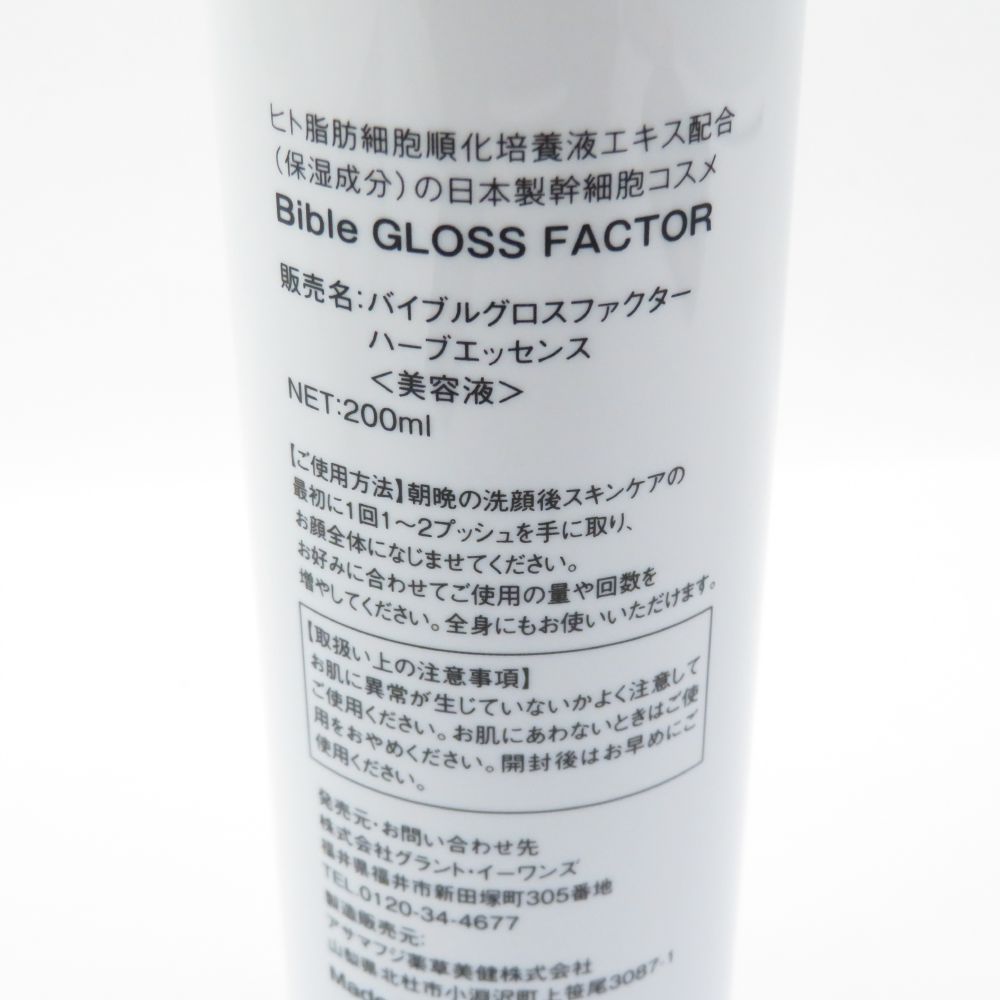 ヒト脂肪細胞順化培養液エキス配合
(保湿成分)の日本製幹細胞コスメ
Bible GLOSS FACTOR
販売名:バイブルグロスファクター
ハーブエッセンス
＜美容液＞
NET:200ml
【ご使用方法】朝晩の洗顔後スキンケアの
最初に1回1～2プッシュを手に取り、
お顔全体になじませてください。
お好みに合わせてご使用の量や回数を
増やしてください。全身にもお使いいただけます。
【取扱い上の注意事項】
お肌に異常が生じていないかよく注意して
ご使用ください。お肌にあわないときはご使
用をおやめください。開封後はお早めにご
使用ください。
発売元・お問い合わせ先
株式会社グラント・イーワンズ
福井県福井市新田塚町305番地
TEL.0120-34-4677
製造販売元:
アサマフジ薬草美健株式会社
山梨県北杜市小淵沢町上笹尾3087-1
Made